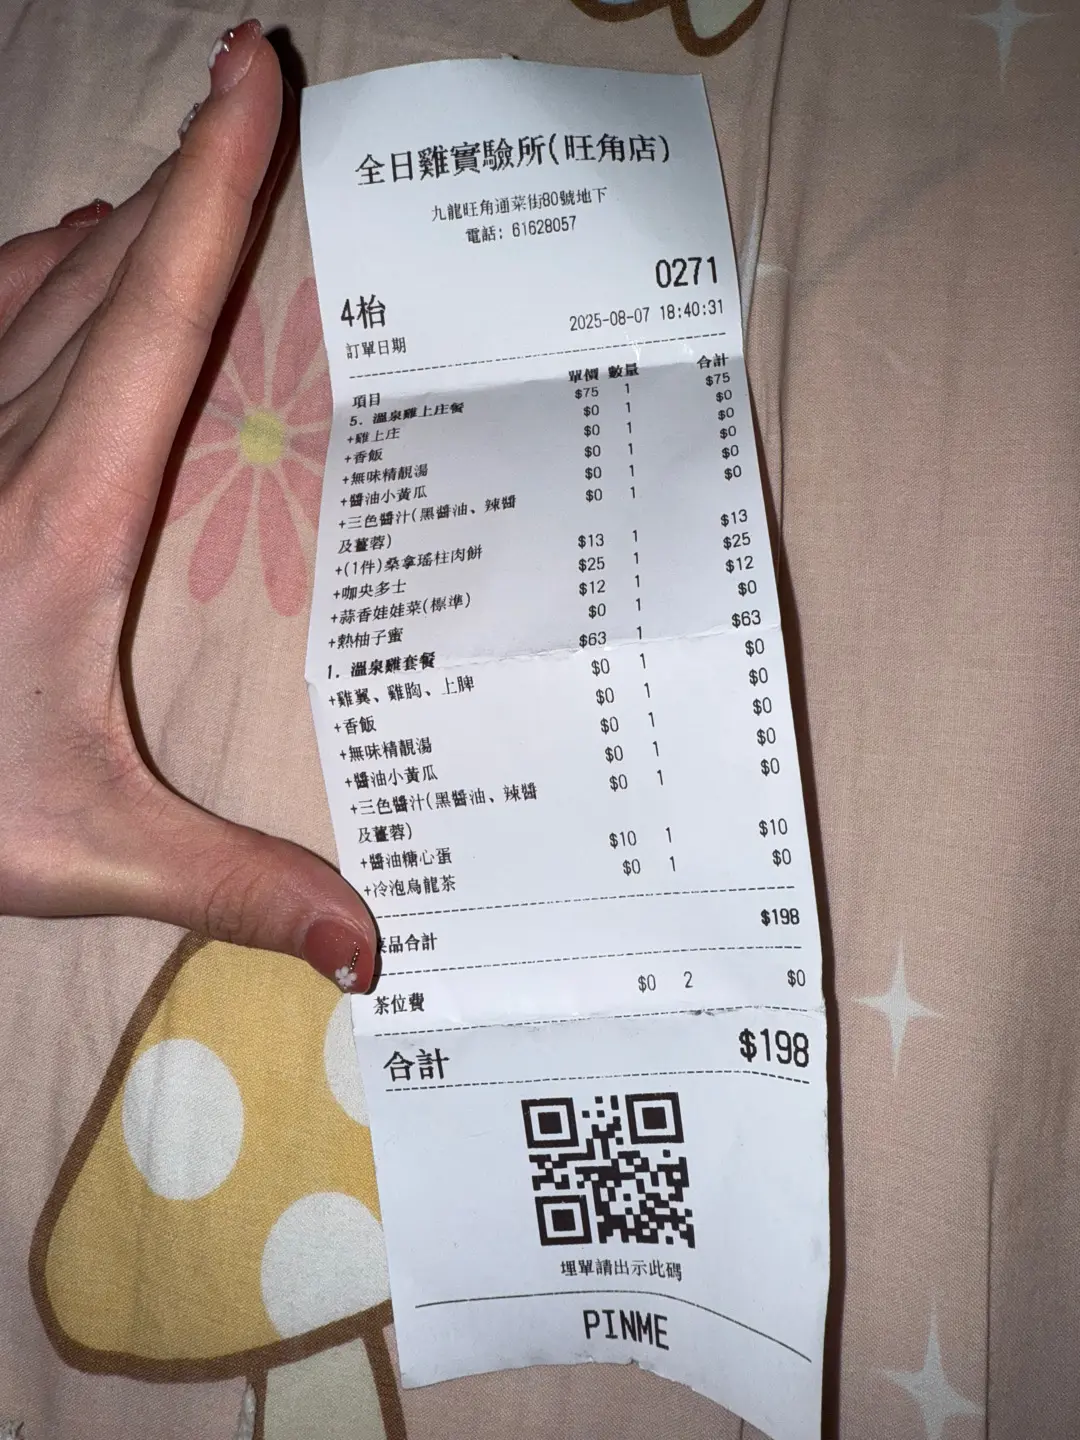 全日雞實驗所(旺角店)
九龍旺角通菜街80號地下
電話: 61628057
0271
4枱
訂單日期 2025-08-07 18:40:31
項目 單價 數量 合計
5. 溫泉雞上庄餐 $75 1 $75
+雞上庄 $0 1 $0
+香飯 $0 1 $0
+無味精靚湯 $0 1 $0
+醬油小黃瓜 $0 1 $0
+三色醬汁(黑醬油、辣醬 $0 1 $0
及薑蓉)
+(1件)桑拿瑤柱肉餅 $13 1 $13
+咖央多士 $25 1 $25
+蒜香娃娃菜(標準) $12 1 $12
+熱柚子蜜 $0 1 $0
1. 溫泉雞套餐 $63 1 $63
+雞翼、雞胸、上脾 $0 1 $0
+香飯 $0 1 $0
+無味精靚湯 $0 1 $0
+醬油小黃瓜 $0 1 $0
+三色醬汁(黑醬油、辣醬 $0 1 $0
及薑蓉)
+醬油糖心蛋 $10 1 $10
+冷泡烏龍茶 $0 1 $0
菜品合計 $198
茶位費 $0 2 $0
合計 $198
埋單請出示此碼
PINME